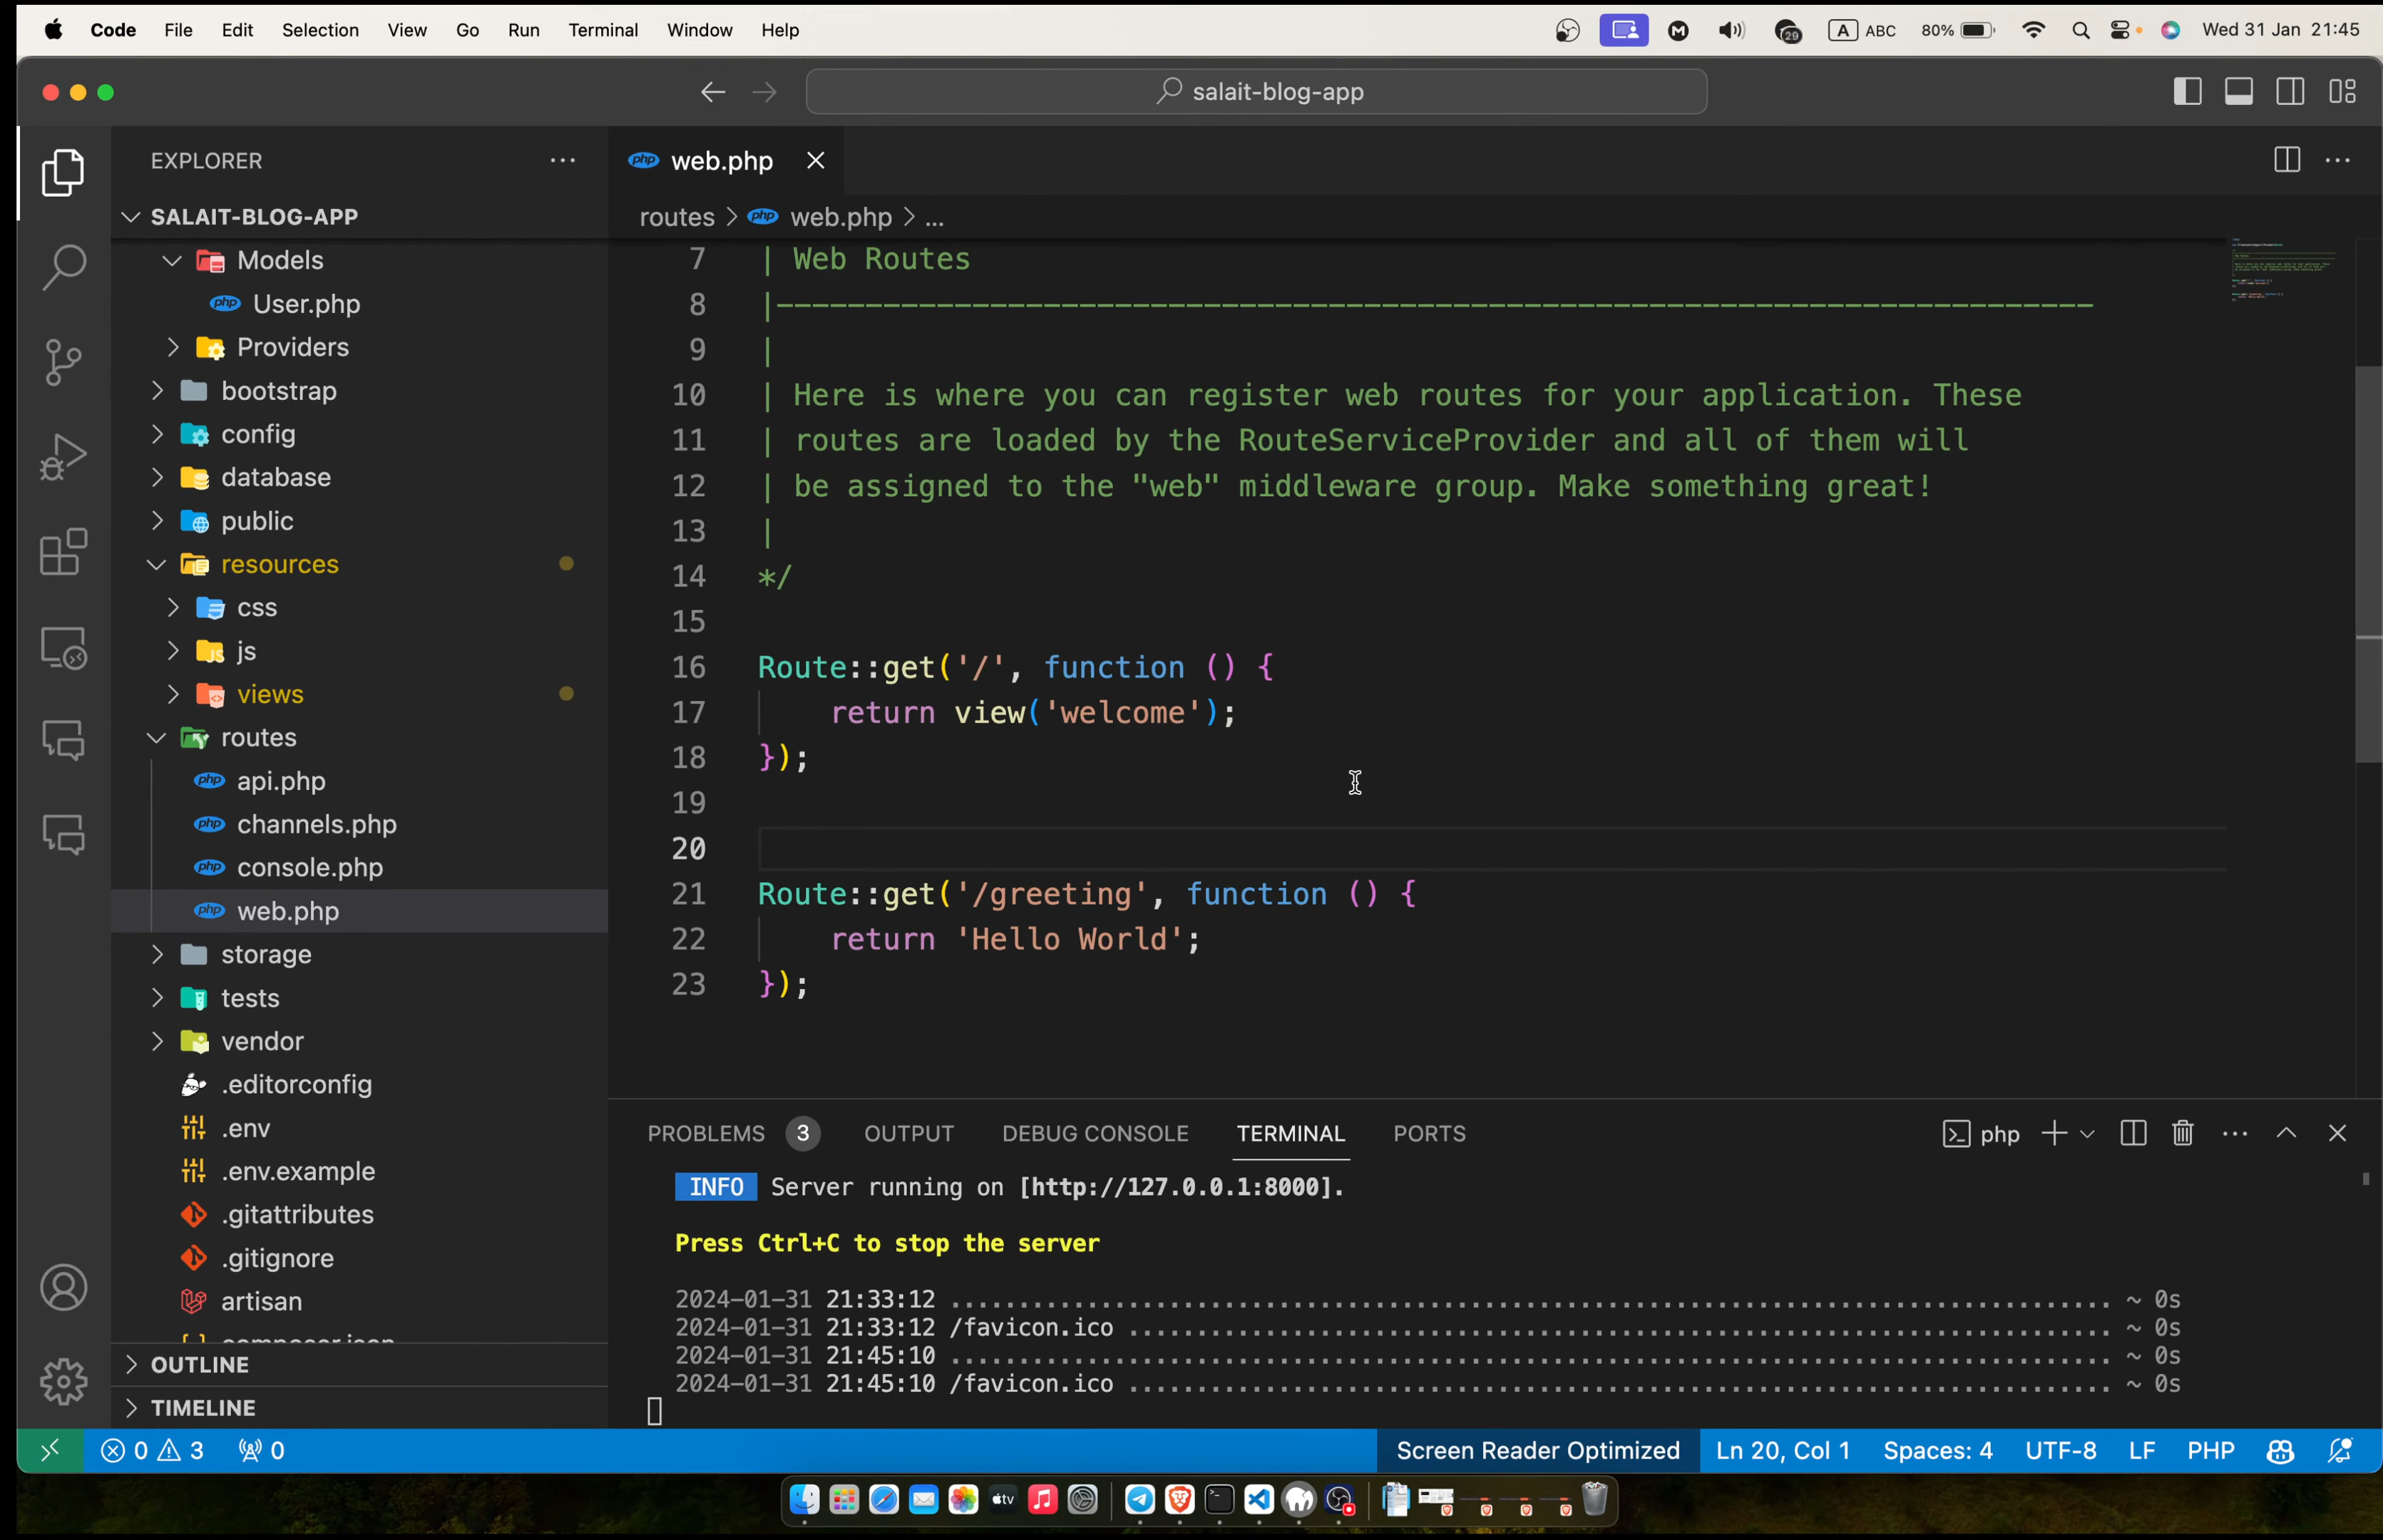 Code File Edit Selection View Go Run Terminal Window Help 29 A ABC 80% Wed 31 Jan 21:45
salait-blog-app
EXPLORER
SALAIT-BLOG-APP
Models
php User.php
Providers
bootstrap
config
database
public
resources
css
js
views
routes
php api.php
php channels.php
php console.php
php web.php
storage
tests
vendor
.editorconfig
.env
.env.example
.gitattributes
.gitignore
artisan
composer.json
OUTLINE
TIMELINE
php web.php
routes > php web.php > ...
7 | Web Routes
8 |--------------------------------------------------------------------------
9 |
10 | Here is where you can register web routes for your application. These
11 | routes are loaded by the RouteServiceProvider and all of them will
12 | be assigned to the "web" middleware group. Make something great!
13 |
14 */
15
16 Route::get('/', function () {
17 return view('welcome');
18 });
19
20
21 Route::get('/greeting', function () {
22 return 'Hello World';
23 });
PROBLEMS 3 OUTPUT DEBUG CONSOLE TERMINAL PORTS php
INFO Server running on [http://127.0.0.1:8000].
Press Ctrl+C to stop the server
2024-01-31 21:33:12 ..................................................................................... ~ 0s
2024-01-31 21:33:12 /favicon.ico ........................................................................ ~ 0s
2024-01-31 21:45:10 ..................................................................................... ~ 0s
2024-01-31 21:45:10 /favicon.ico ........................................................................ ~ 0s
0 3 0 Screen Reader Optimized Ln 20, Col 1 Spaces: 4 UTF-8 LF PHP
tv